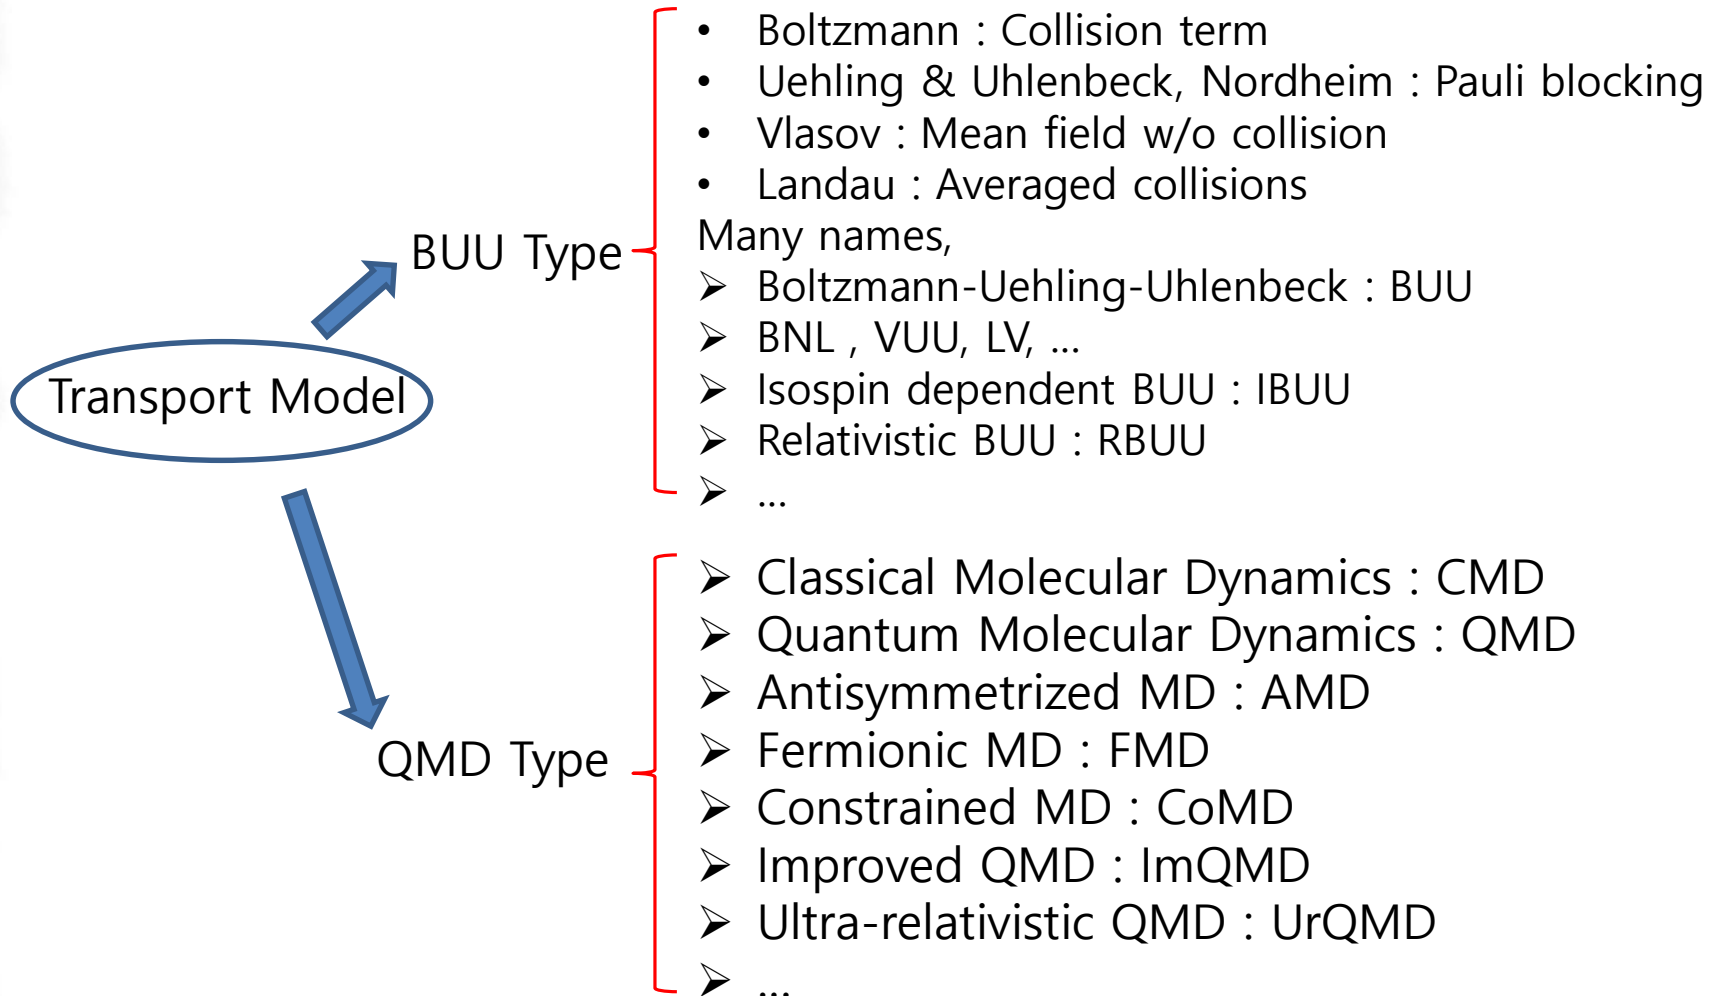 Transport Model
BUU Type
• Boltzmann : Collision term
• Uehling & Uhlenbeck, Nordheim : Pauli blocking
• Vlasov : Mean field w/o collision
• Landau : Averaged collisions
Many names,
➢ Boltzmann-Uehling-Uhlenbeck : BUU
➢ BNL , VUU, LV, ...
➢ Isospin dependent BUU : IBUU
➢ Relativistic BUU : RBUU
➢ ...
QMD Type
➢ Classical Molecular Dynamics : CMD
➢ Quantum Molecular Dynamics : QMD
➢ Antisymmetrized MD : AMD
➢ Fermionic MD : FMD
➢ Constrained MD : CoMD
➢ Improved QMD : ImQMD
➢ Ultra-relativistic QMD : UrQMD
➢ ...